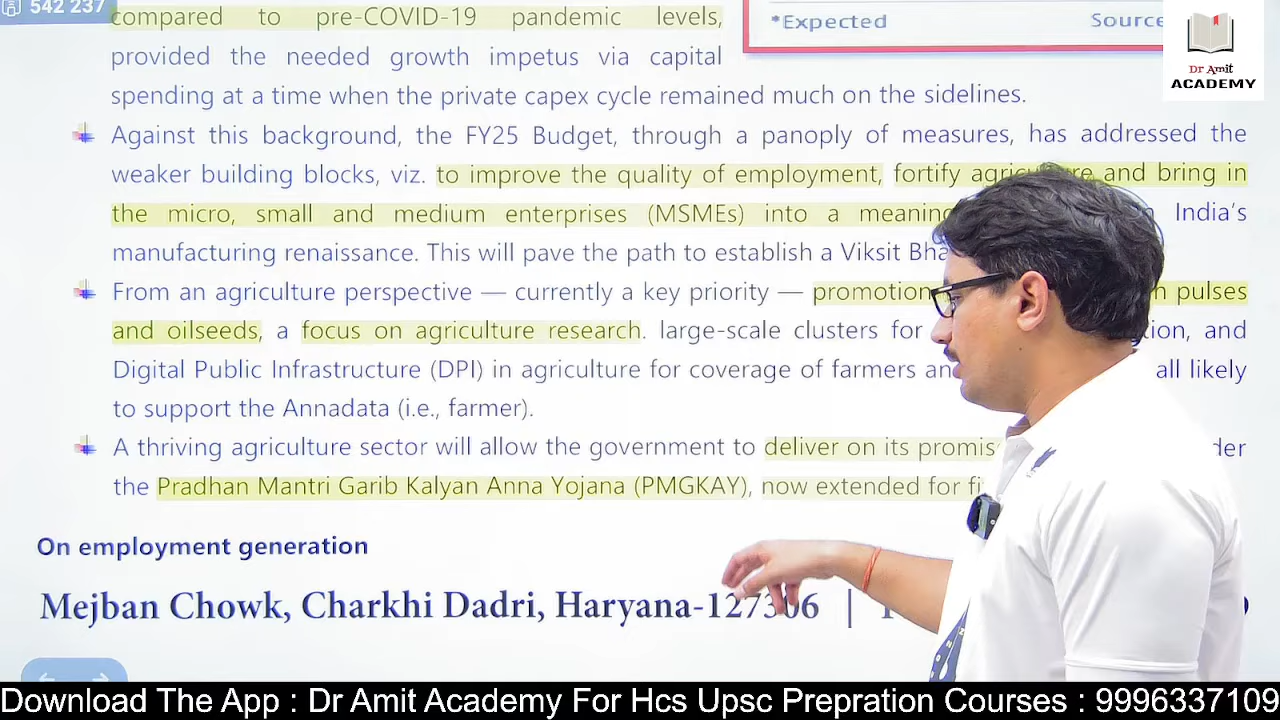 542 237
compared to pre-COVID-19 pandemic levels,
provided the needed growth impetus via capital
spending at a time when the private capex cycle remained much on the sidelines.
*Expected Source
Dr Amit
ACADEMY
Against this background, the FY25 Budget, through a panoply of measures, has addressed the
weaker building blocks, viz. to improve the quality of employment, fortify agriculture and bring in
the micro, small and medium enterprises (MSMEs) into a India's
manufacturing renaissance. This will pave the path to establish a Viksit
From an agriculture perspective — currently a key priority — promotion pulses
and oilseeds, a focus on agriculture research. large-scale clusters for and
Digital Public Infrastructure (DPI) in agriculture for coverage of farmers all likely
to support the Annadata (i.e., farmer).
A thriving agriculture sector will allow the government to deliver on its
the Pradhan Mantri Garib Kalyan Anna Yojana (PMGKAY), now extended for
On employment generation
Mejban Chowk, Charkhi Dadri, Haryana-127306 |
Download The App : Dr Amit Academy For Hcs Upsc Prepration Courses : 9996337109